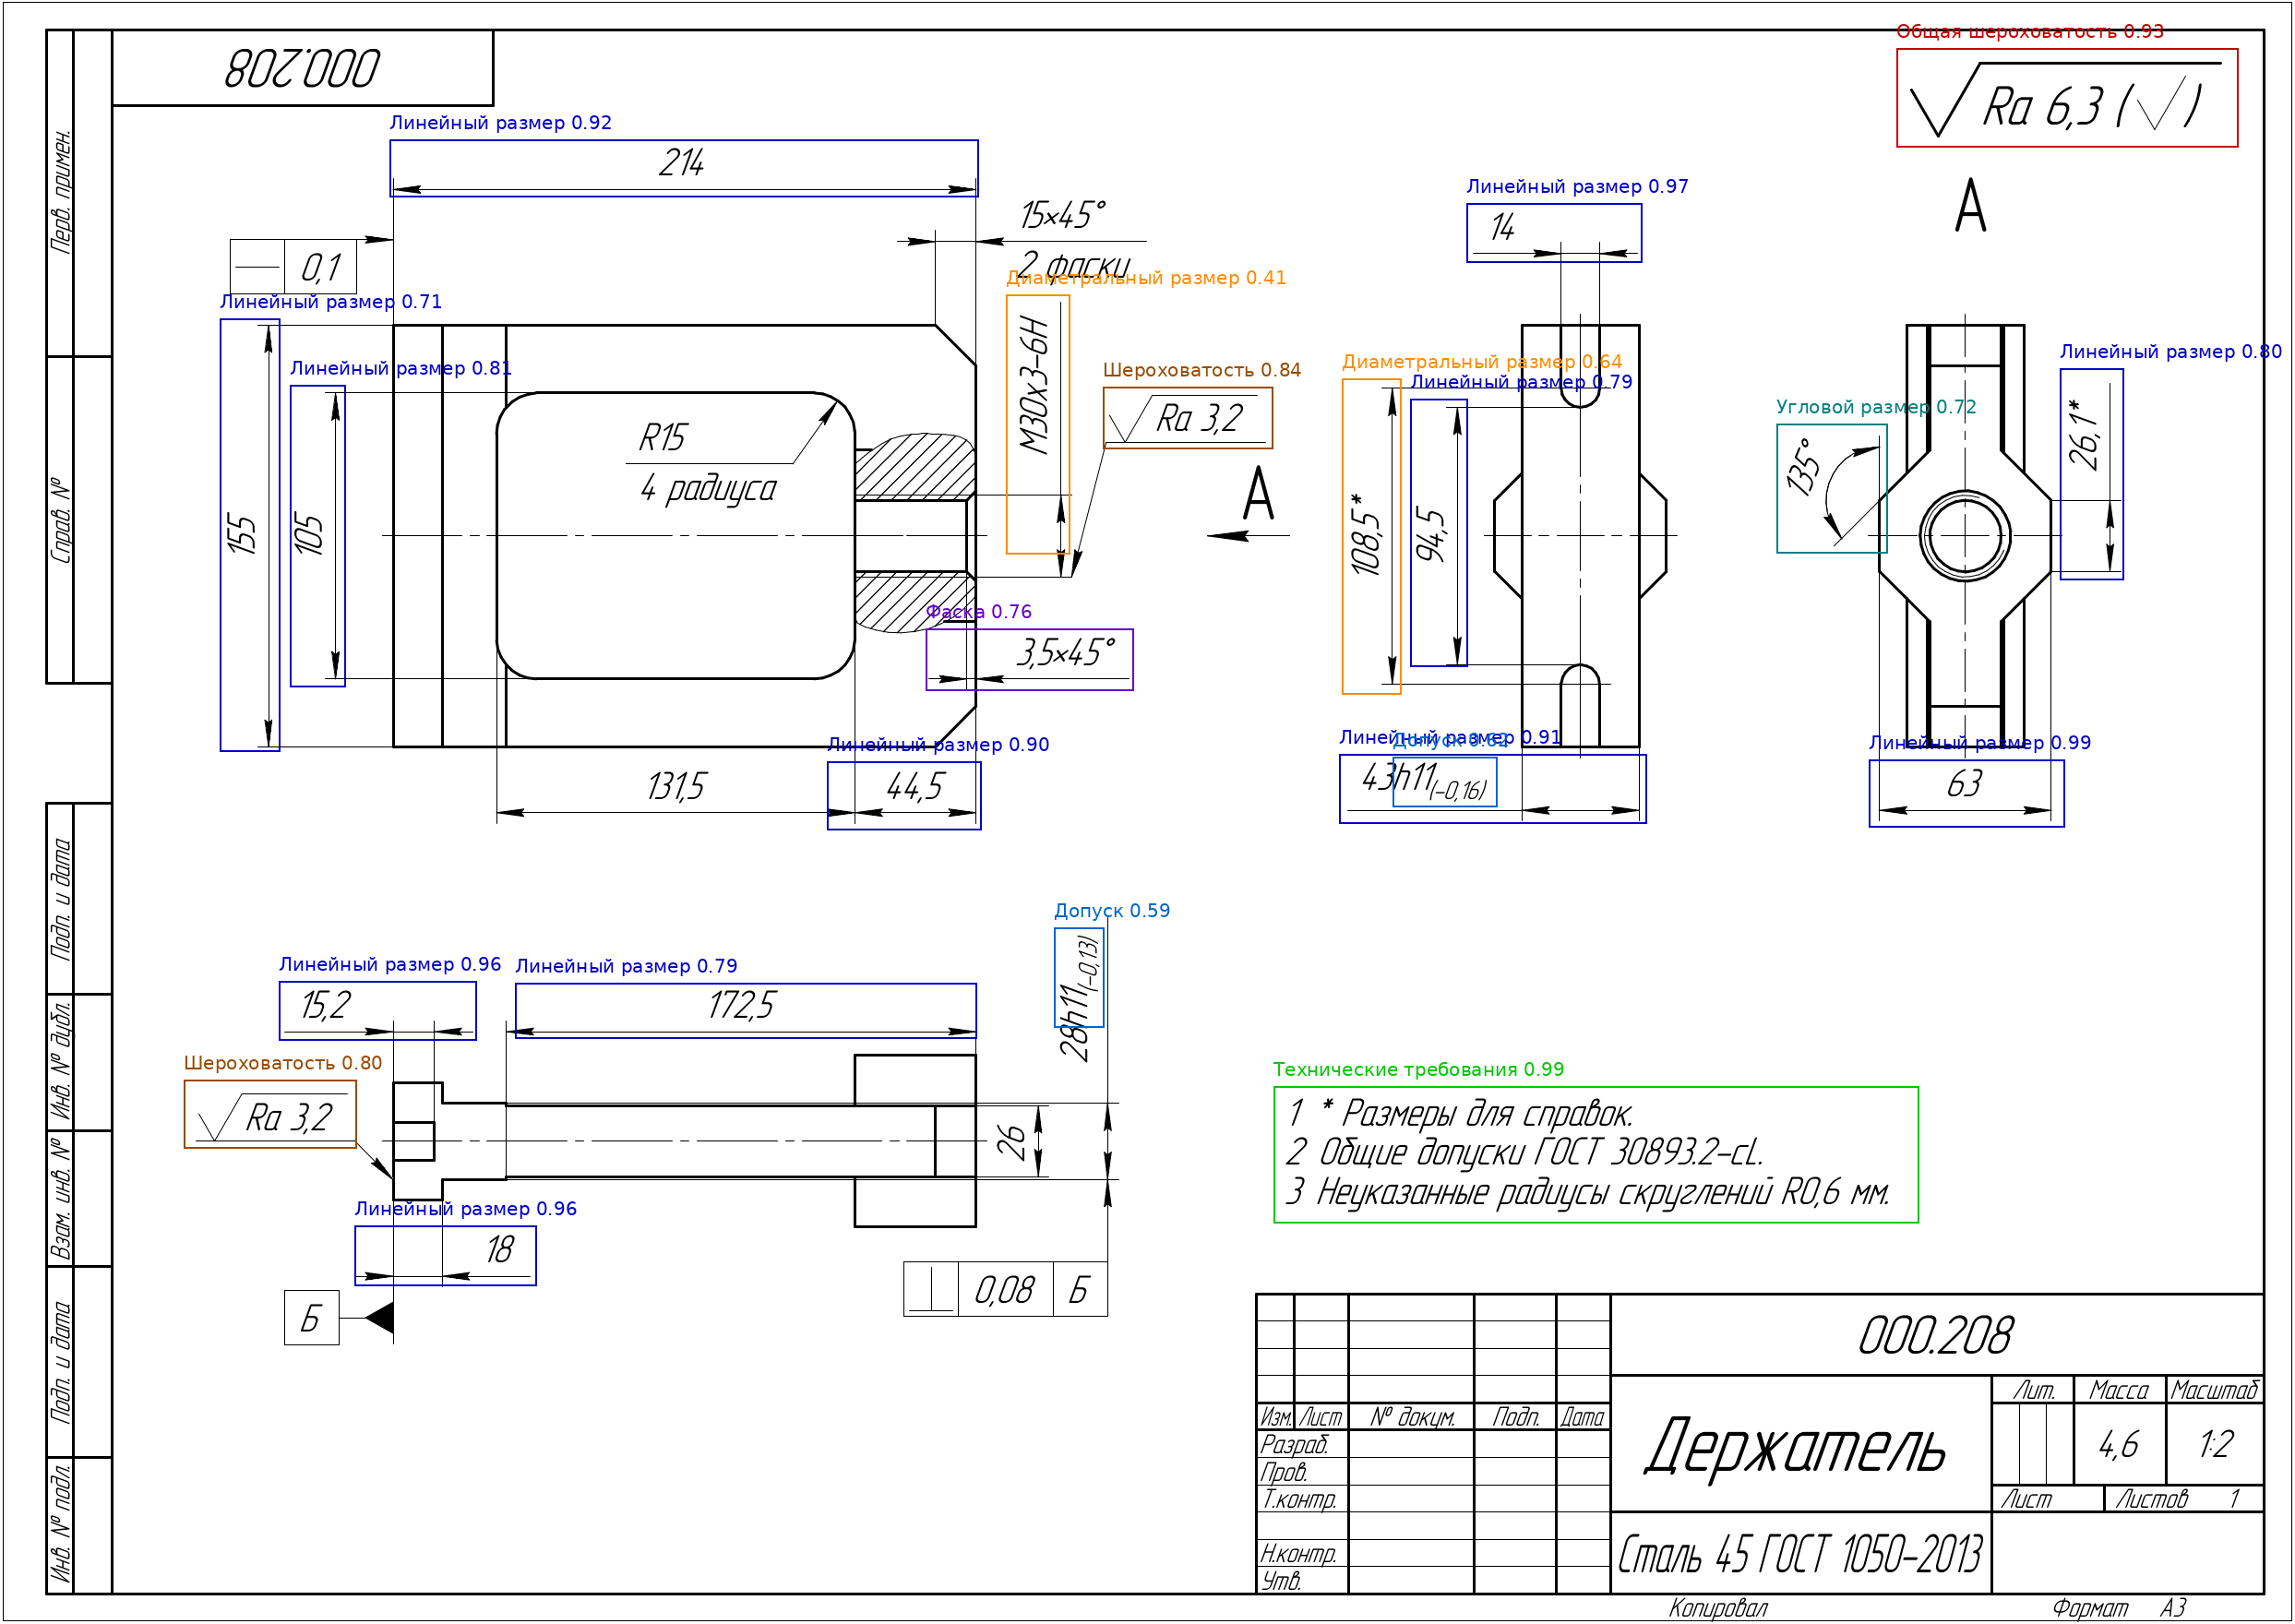 000.208
Общая шероховатость 0.93
Ra 6,3 (√)
Линейный размер 0.92
214
15×45°
2 фаски
0,1
Линейный размер 0.97
14
А
Линейный размер 0.71
155
Линейный размер 0.81
105
R15
4 радиуса
Диаметральный размер 0.41
М30х3-6Н
Шероховатость 0.84
Ra 3,2
А
Фаска 0.76
3,5×45°
131,5
Линейный размер 0.90
44,5
Диаметральный размер 0.64
108,5*
Линейный размер 0.79
94,5
Линейный размер 0.91
Допуск 0.62
43h11(-0,16)
Угловой размер 0.72
135°
Линейный размер 0.80
26,1*
Линейный размер 0.99
63
Линейный размер 0.96
15,2
Линейный размер 0.79
172,5
Допуск 0.59
28h11(-0,13)
Шероховатость 0.80
Ra 3,2
26
Линейный размер 0.96
18
Б
0,08 Б
Технические требования 0.99
1 * Размеры для справок.
2 Общие допуски ГОСТ 30893.2-cL.
3 Неуказанные радиусы скруглений R0,6 мм.
Перв. примен.
Справ. №
Подп. и дата
Инв. № дубл.
Взам. инв. №
Подп. и дата
Инв. № подл.
000.208
Изм. Лист № докум. Подп. Дата
Разраб.
Пров.
Т.контр.
Н.контр.
Утв.
Держатель
Лит. Масса Масштаб
4,6 1:2
Лист Листов 1
Сталь 45 ГОСТ 1050-2013
Копировал Формат А3